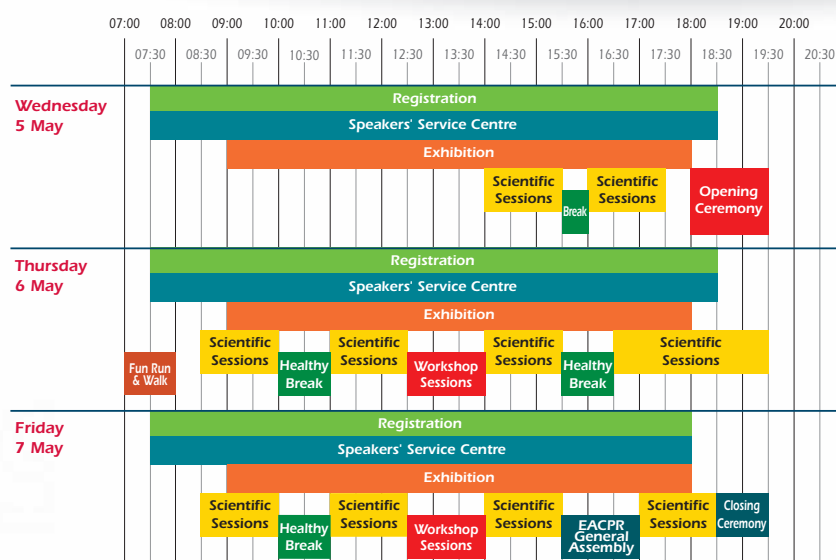 07:00 08:00 09:00 10:00 11:00 12:00 13:00 14:00 15:00 16:00 17:00 18:00 19:00 20:00
07:30 08:30 09:30 10:30 11:30 12:30 13:30 14:30 15:30 16:30 17:30 18:30 19:30 20:30
Wednesday
5 May
Registration
Speakers' Service Centre
Exhibition
Scientific
Sessions
Break
Scientific
Sessions
Opening
Ceremony
Thursday
6 May
Registration
Speakers' Service Centre
Exhibition
Fun Run
& Walk
Scientific
Sessions
Healthy
Break
Scientific
Sessions
Workshop
Sessions
Scientific
Sessions
Healthy
Break
Scientific
Sessions
Friday
7 May
Registration
Speakers' Service Centre
Exhibition
Scientific
Sessions
Healthy
Break
Scientific
Sessions
Workshop
Sessions
Scientific
Sessions
EACPR
General
Assembly
Scientific
Sessions
Closing
Ceremony